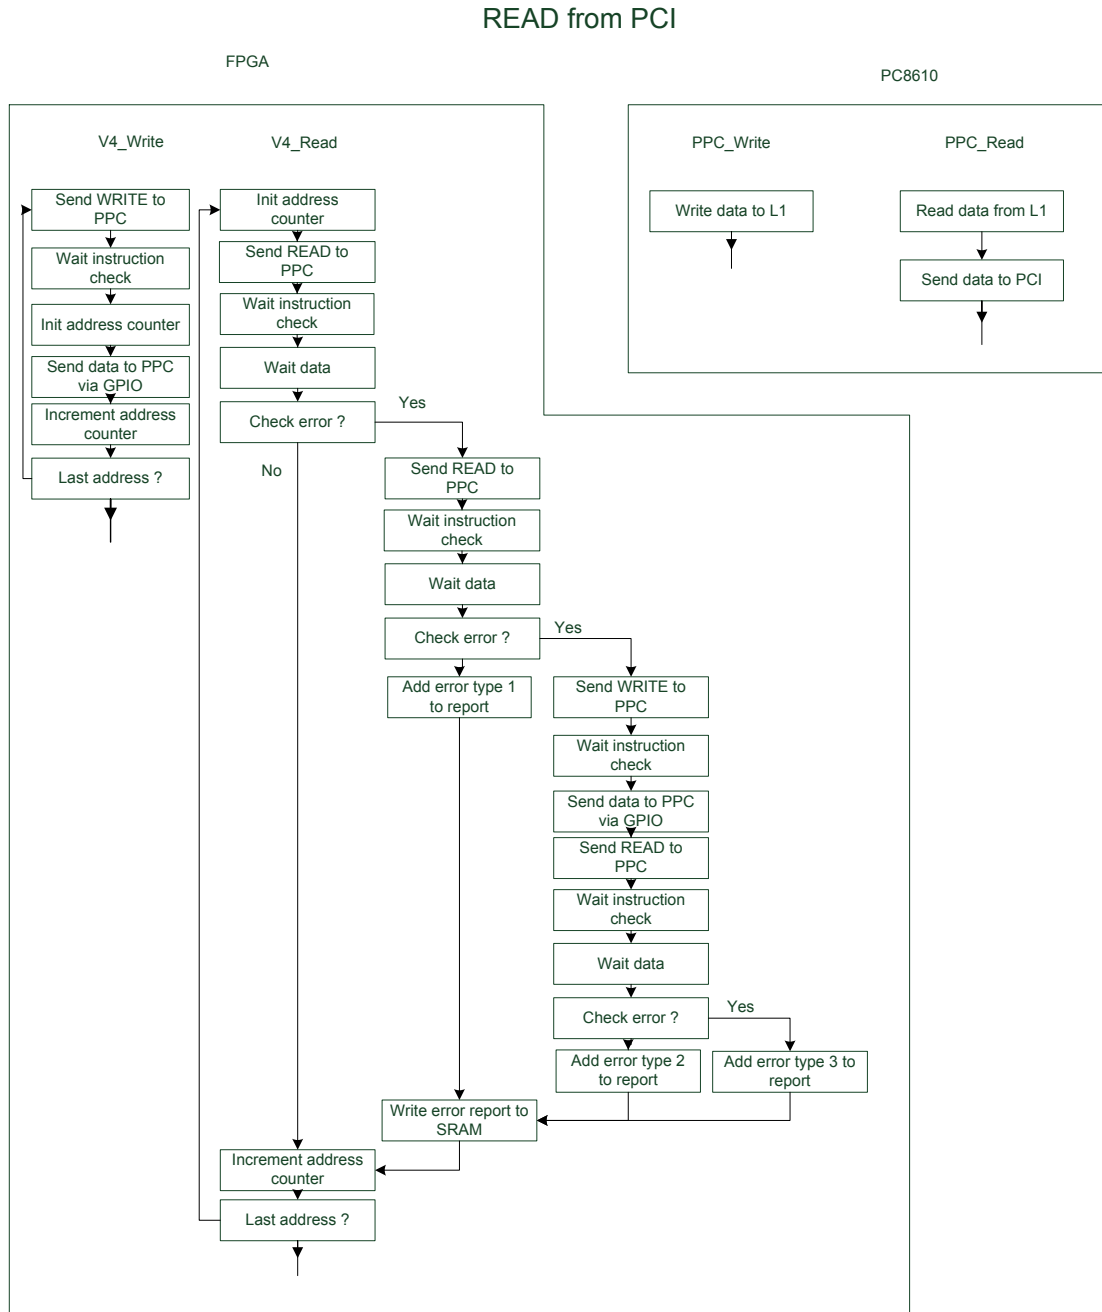 READ from PCI
FPGA
PC8610
V4_Write
V4_Read
PPC_Write
PPC_Read
Send WRITE to
PPC
Wait instruction
check
Init address counter
Send data to PPC
via GPIO
Increment address
counter
Last address ?
Init address
counter
Send READ to
PPC
Wait instruction
check
Wait data
Check error ?
Yes
No
Send READ to
PPC
Wait instruction
check
Wait data
Check error ?
Yes
Add error type 1
to report
Send WRITE to
PPC
Wait instruction
check
Send data to PPC
via GPIO
Send READ to
PPC
Wait instruction
check
Wait data
Check error ?
Yes
Add error type 2
to report
Add error type 3 to
report
Write error report to
SRAM
Increment address
counter
Last address ?
Write data to L1
Read data from L1
Send data to PCI